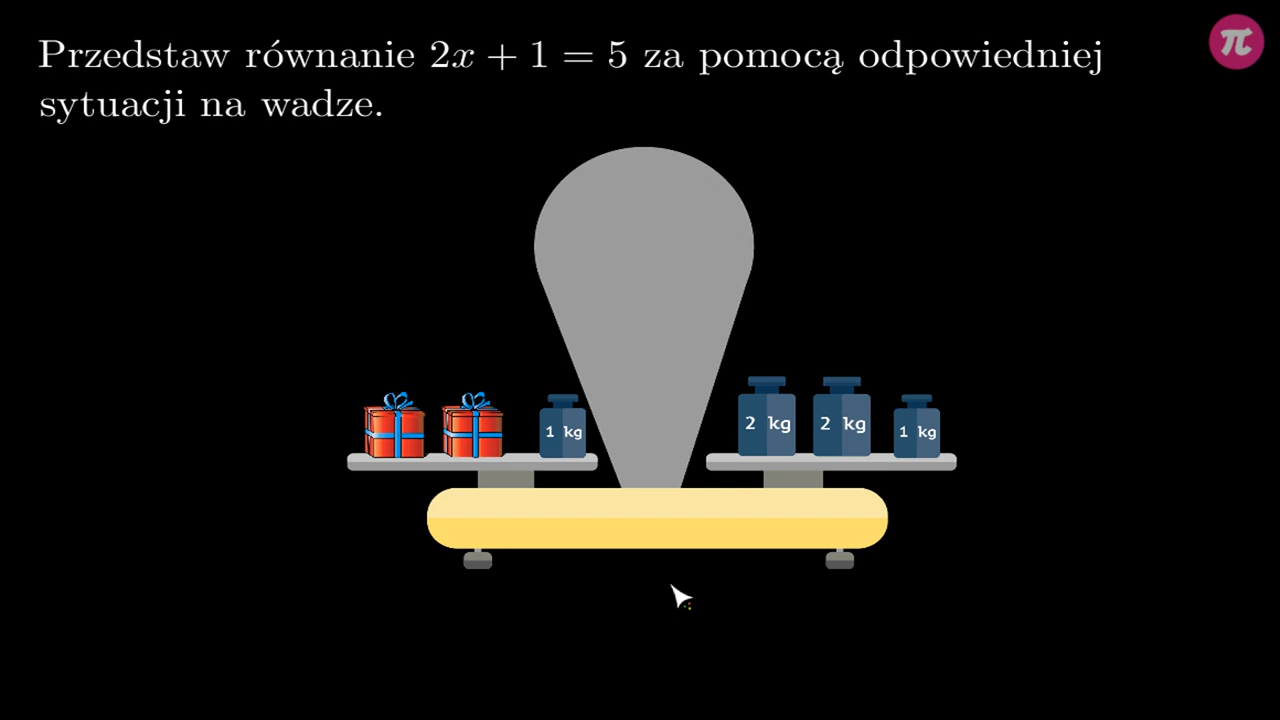 Przedstaw równanie 2x + 1 = 5 za pomocą odpowiedniej
sytuacji na wadze.
π
1 kg
2 kg
2 kg
1 kg